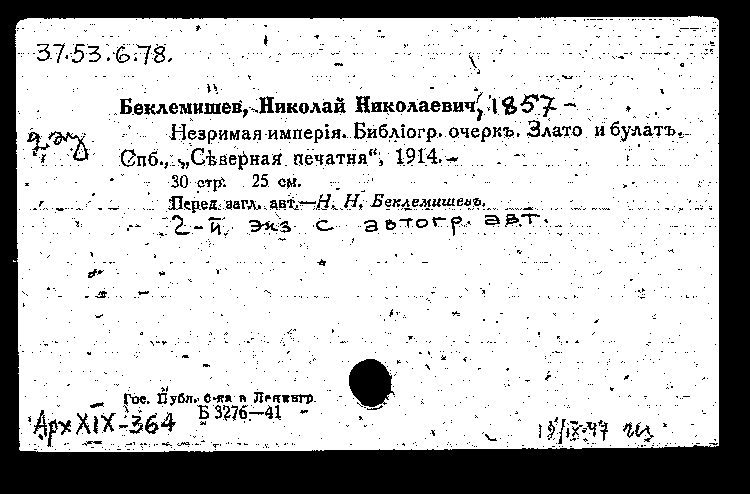 37.53.6.78.
Беклемишев, Николай Николаевич, 1857 –
Незримая имперія. Библіогр. очеркъ. Злато и булатъ.
Спб., „Сѣверная печатня“, 1914. –
30 стр. 25 см.
Перед загл. авт.—Н. Н. Беклемишевъ.
2-й экз с автогр. авт.
Гос. Публ. б-ка в Ленингр.
Б 3276—41
Арх XIX-364